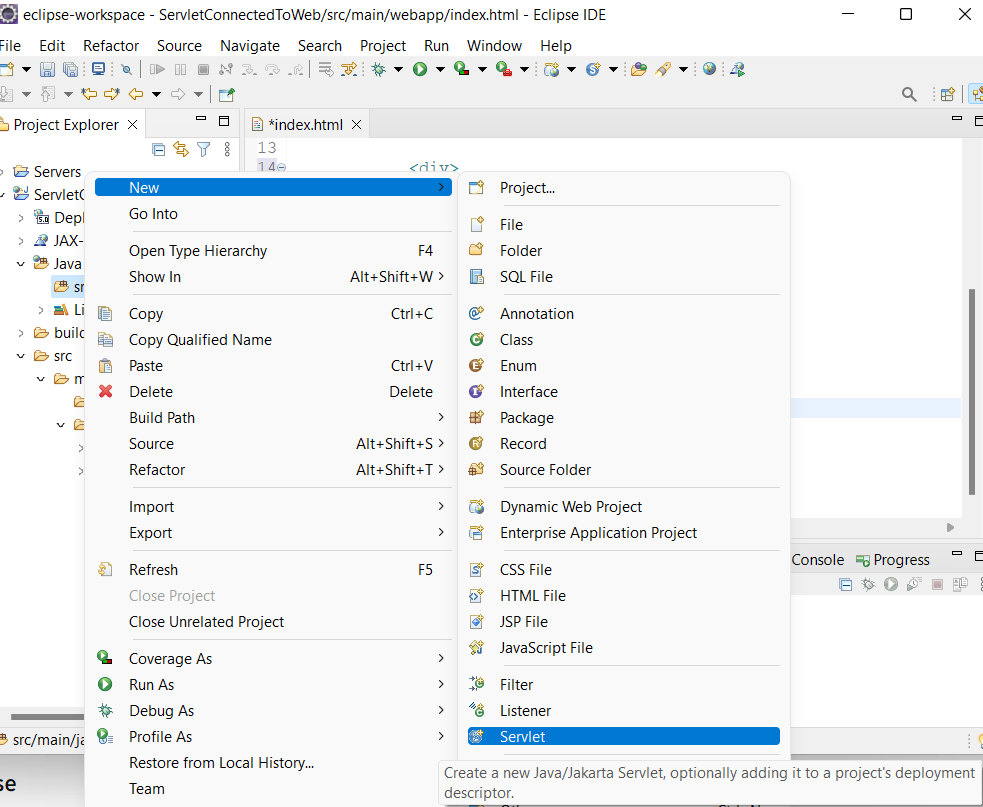 eclipse-workspace - ServletConnectedToWeb/src/main/webapp/index.html - Eclipse IDE
File Edit Refactor Source Navigate Search Project Run Window Help
Project Explorer
*index.html
13
14 <div>
Servers
Depl
JAX-
Java
build
src
src/main/ja
New
Go Into
Open Type Hierarchy F4
Show In Alt+Shift+W
Copy Ctrl+C
Copy Qualified Name
Paste Ctrl+V
Delete Delete
Build Path
Source Alt+Shift+S
Refactor Alt+Shift+T
Import
Export
Refresh F5
Close Project
Close Unrelated Project
Coverage As
Run As
Debug As
Profile As
Restore from Local History...
Team
Project...
File
Folder
SQL File
Annotation
Class
Enum
Interface
Package
Record
Source Folder
Dynamic Web Project
Enterprise Application Project
CSS File
HTML File
JSP File
JavaScript File
Filter
Listener
Servlet
Console Progress
Create a new Java/Jakarta Servlet, optionally adding it to a project's deployment
descriptor.